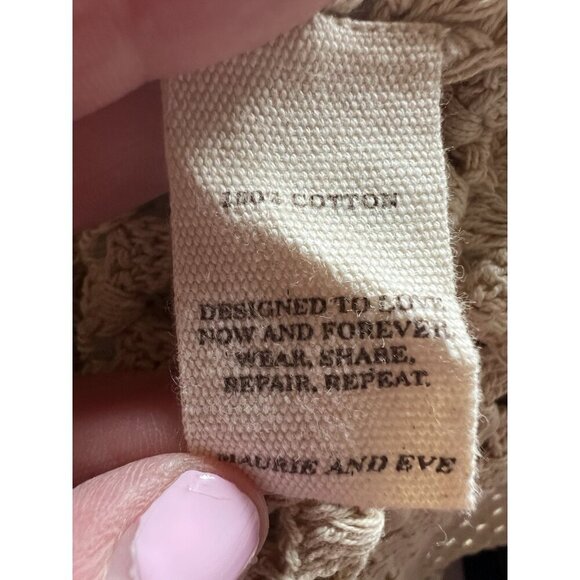 100% COTTON
DESIGNED TO LOVE
NOW AND FOREVER.
WEAR, SHARE,
REPAIR, REPEAT.
MAURIE AND EVE